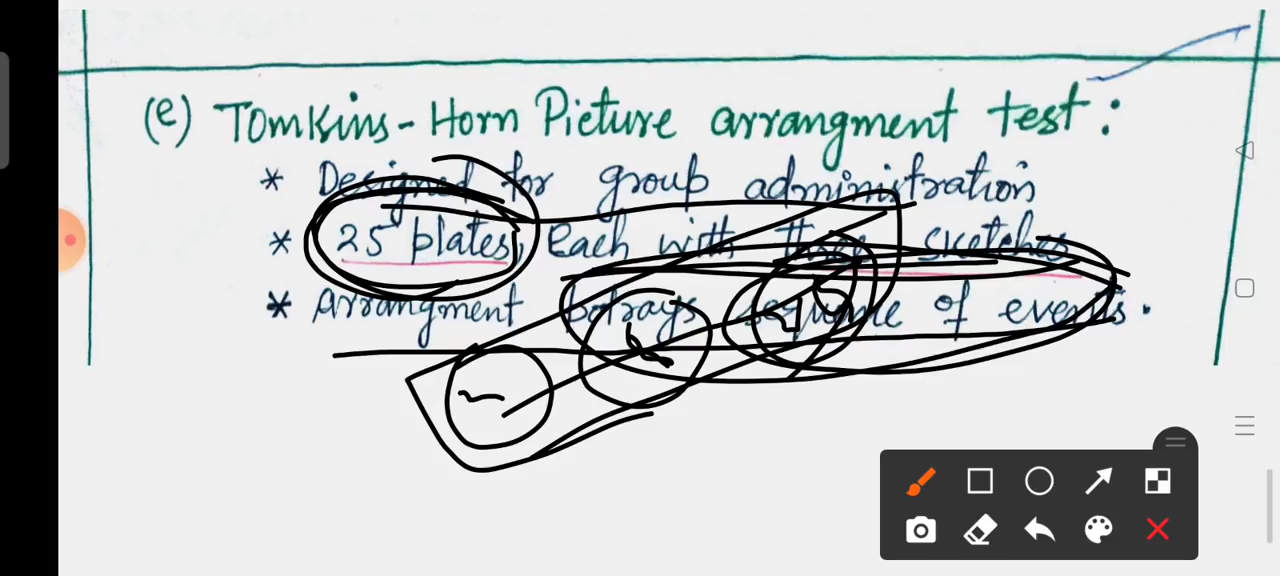 (e) Tomkins-Horn Picture arrangment test:
* Designed for group administration
* 25 plates, Each with three sketches
* Arrangment potrays sequence of events.